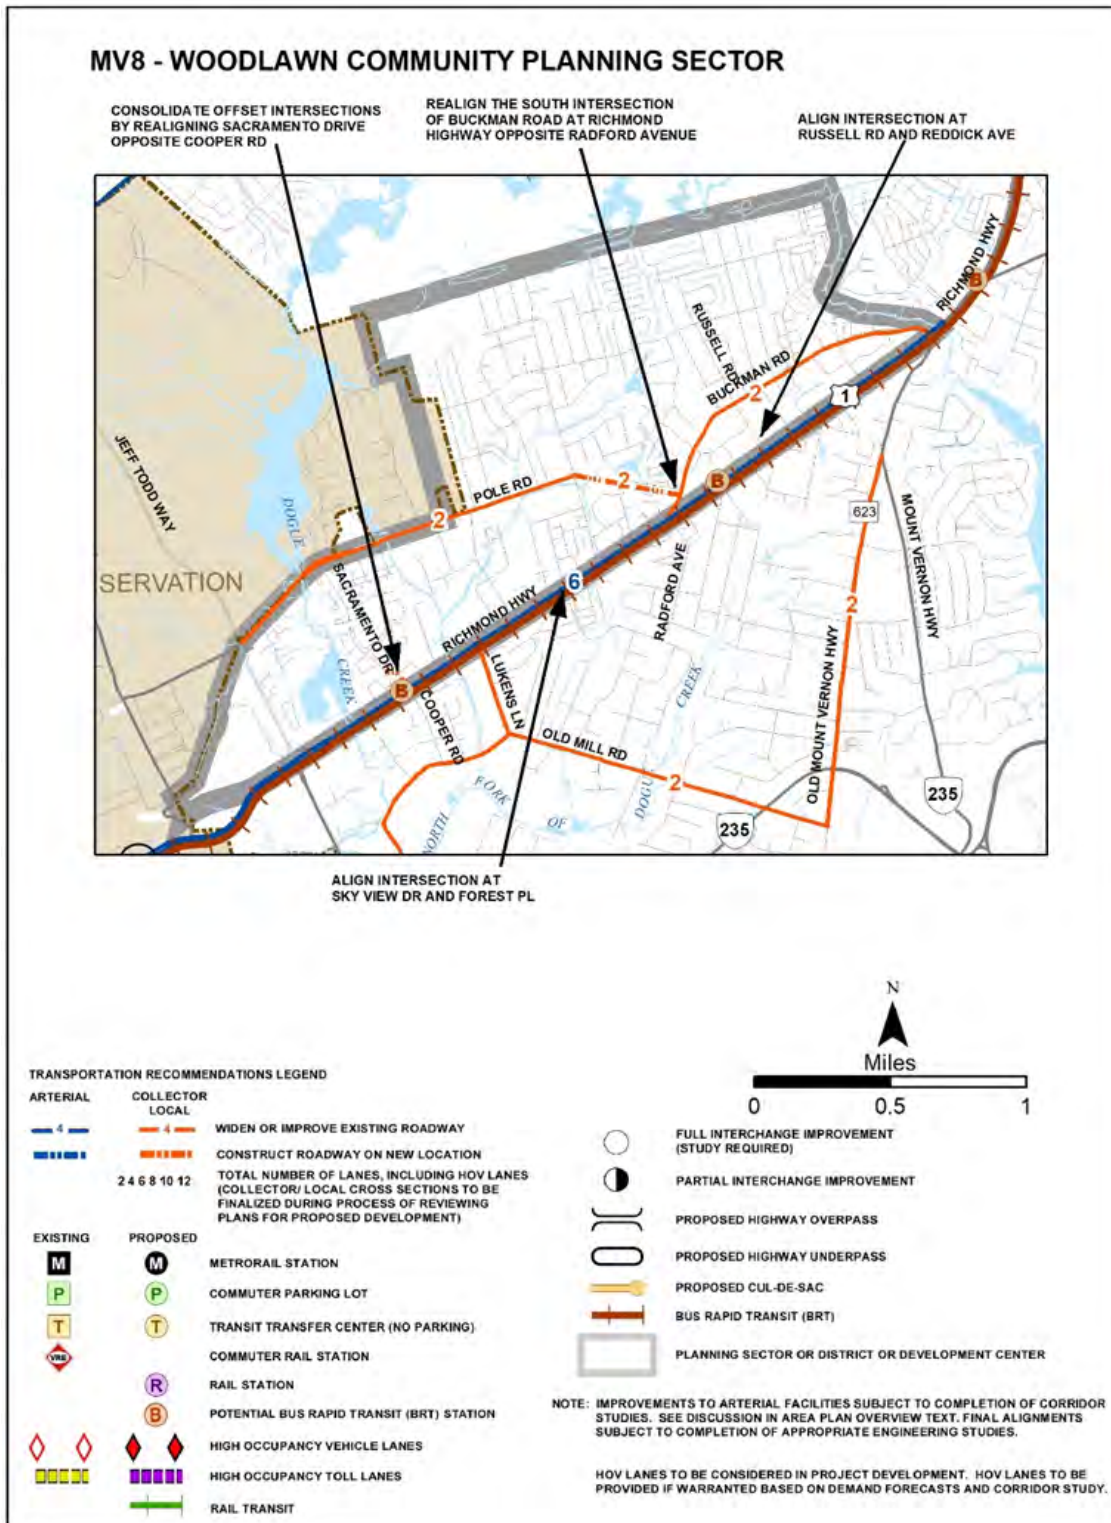 MV8 - WOODLAWN COMMUNITY PLANNING SECTOR
CONSOLIDATE OFFSET INTERSECTIONS
BY REALIGNING SACRAMENTO DRIVE
OPPOSITE COOPER RD
REALIGN THE SOUTH INTERSECTION
OF BUCKMAN ROAD AT RICHMOND
HIGHWAY OPPOSITE RADFORD AVENUE
ALIGN INTERSECTION AT
RUSSELL RD AND REDDICK AVE
RICHMOND HWY
B
RUSSELL RD
BUCKMAN RD
2
1
JEFF TODD WAY
DOGUE
POLE RD
2
2
B
623
MOUNT VERNON HWY
SERVATION
SACRAMENTO DR
CREEK
RICHMOND HWY
6
RADFORD AVE
2
B
COOPER RD
LUKENS LN
OLD MILL RD
CREEK
OLD MOUNT VERNON HWY
2
DOGUE
NORTH
FORK
OF
235
235
ALIGN INTERSECTION AT
SKY VIEW DR AND FOREST PL
N
Miles
0 0.5 1
TRANSPORTATION RECOMMENDATIONS LEGEND
ARTERIAL
COLLECTOR
LOCAL
4 4 WIDEN OR IMPROVE EXISTING ROADWAY
CONSTRUCT ROADWAY ON NEW LOCATION
2 4 6 8 10 12 TOTAL NUMBER OF LANES, INCLUDING HOV LANES
(COLLECTOR/ LOCAL CROSS SECTIONS TO BE
FINALIZED DURING PROCESS OF REVIEWING
PLANS FOR PROPOSED DEVELOPMENT)
EXISTING PROPOSED
M M METRORAIL STATION
P P COMMUTER PARKING LOT
T T TRANSIT TRANSFER CENTER (NO PARKING)
VRE COMMUTER RAIL STATION
R RAIL STATION
B POTENTIAL BUS RAPID TRANSIT (BRT) STATION
HIGH OCCUPANCY VEHICLE LANES
HIGH OCCUPANCY TOLL LANES
RAIL TRANSIT
FULL INTERCHANGE IMPROVEMENT
(STUDY REQUIRED)
PARTIAL INTERCHANGE IMPROVEMENT
PROPOSED HIGHWAY OVERPASS
PROPOSED HIGHWAY UNDERPASS
PROPOSED CUL-DE-SAC
BUS RAPID TRANSIT (BRT)
PLANNING SECTOR OR DISTRICT OR DEVELOPMENT CENTER
NOTE: IMPROVEMENTS TO ARTERIAL FACILITIES SUBJECT TO COMPLETION OF CORRIDOR
STUDIES. SEE DISCUSSION IN AREA PLAN OVERVIEW TEXT. FINAL ALIGNMENTS
SUBJECT TO COMPLETION OF APPROPRIATE ENGINEERING STUDIES.
HOV LANES TO BE CONSIDERED IN PROJECT DEVELOPMENT. HOV LANES TO BE
PROVIDED IF WARRANTED BASED ON DEMAND FORECASTS AND CORRIDOR STUDY.